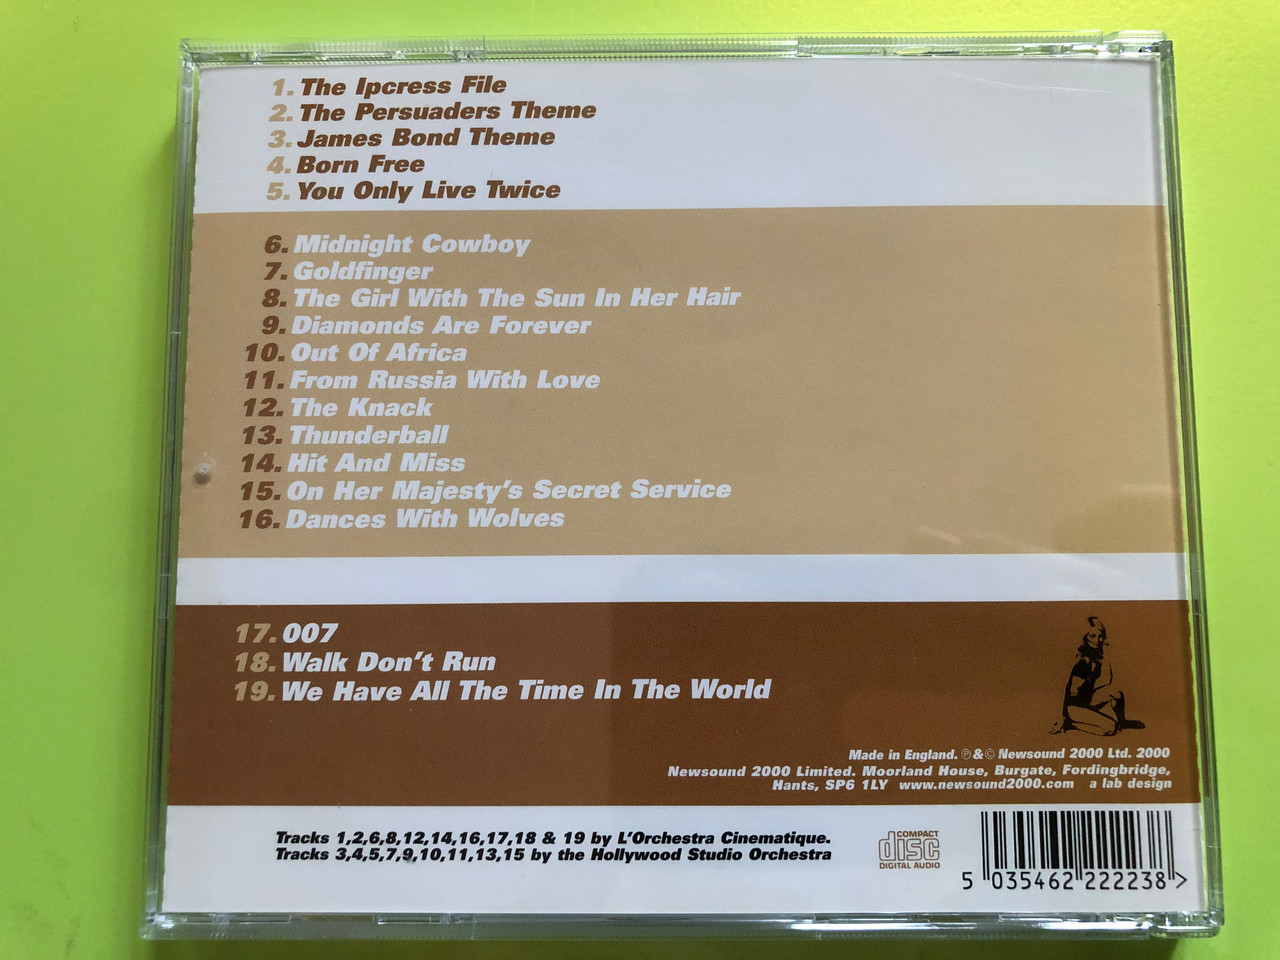 1. The Ipcress File
2. The Persuaders Theme
3. James Bond Theme
4. Born Free
5. You Only Live Twice
6. Midnight Cowboy
7. Goldfinger
8. The Girl With The Sun In Her Hair
9. Diamonds Are Forever
10. Out Of Africa
11. From Russia With Love
12. The Knack
13. Thunderball
14. Hit And Miss
15. On Her Majesty's Secret Service
16. Dances With Wolves
17. 007
18. Walk Don't Run
19. We Have All The Time In The World
Made in England. ℗ & © Newsound 2000 Ltd. 2000
Newsound 2000 Limited. Moorland House, Burgate, Fordingbridge,
Hants, SP6 1LY www.newsound2000.com a lab design
Tracks 1,2,6,8,12,14,16,17,18 & 19 by L'Orchestra Cinematique.
Tracks 3,4,5,7,9,10,11,13,15 by the Hollywood Studio Orchestra
COMPACT
disc
DIGITAL AUDIO
5 035462 222238 >